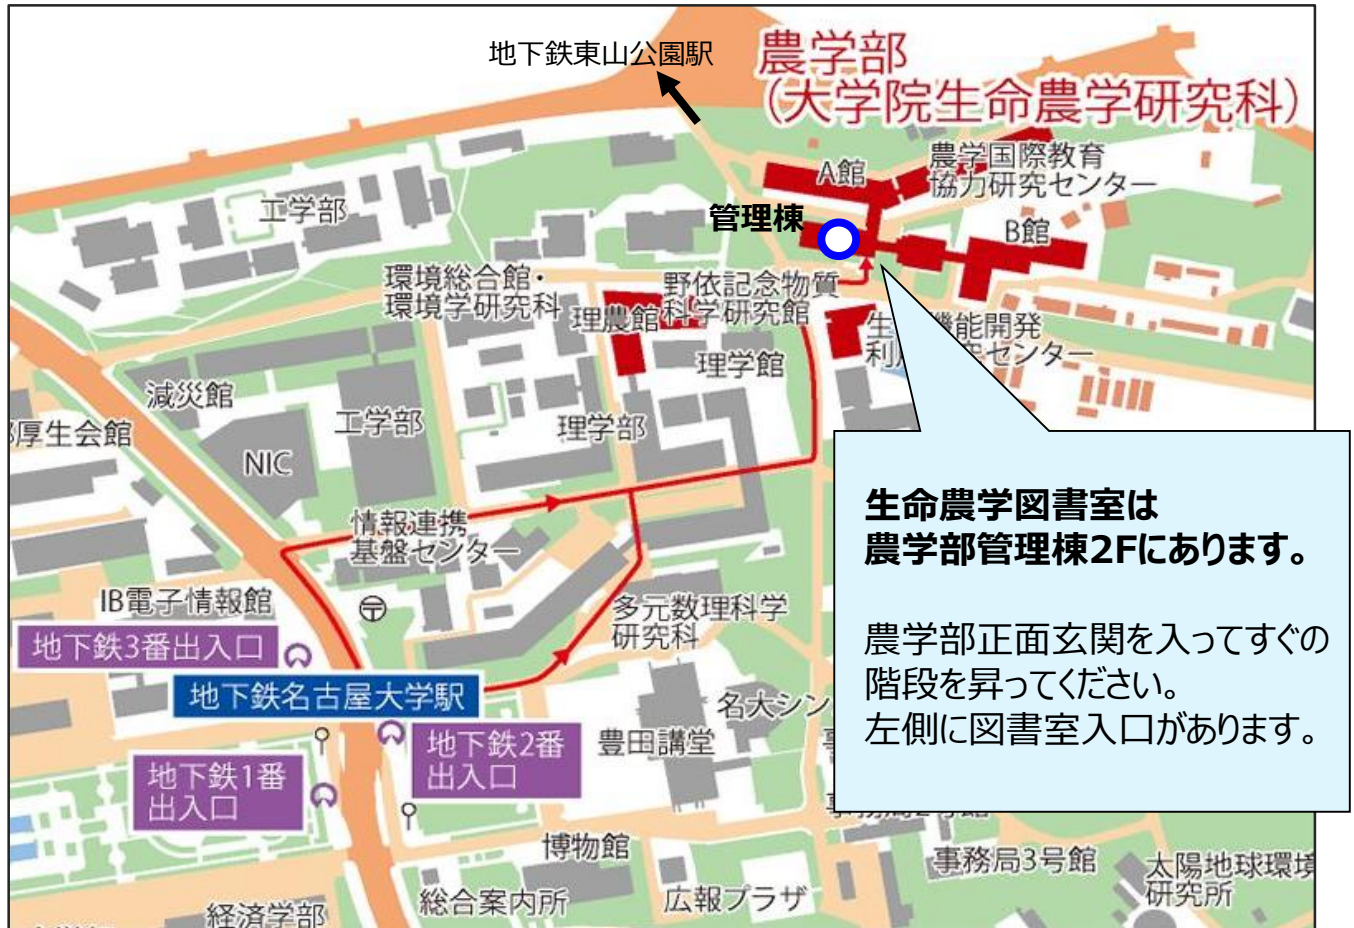 地下鉄東山公園駅
農学部
（大学院生命農学研究科）
A館
農学国際教育
協力研究センター
管理棟
B館
工学部
環境総合館・
環境学研究科
野依記念物質
科学研究館
理農館
理学館
機能開発
センター
減災館
厚生会館
工学部
理学部
NIC
情報連携
基盤センター
IB電子情報館
多元数理科学
研究科
地下鉄3番出入口
地下鉄名古屋大学駅
地下鉄2番
出入口
地下鉄1番
出入口
豊田講堂
名大シン
生命農学図書室は
農学部管理棟2Fにあります。
農学部正面玄関を入ってすぐの
階段を昇ってください。
左側に図書室入口があります。
博物館
事務局3号館
太陽地球環境
研究所
総合案内所
広報プラザ
経済学部